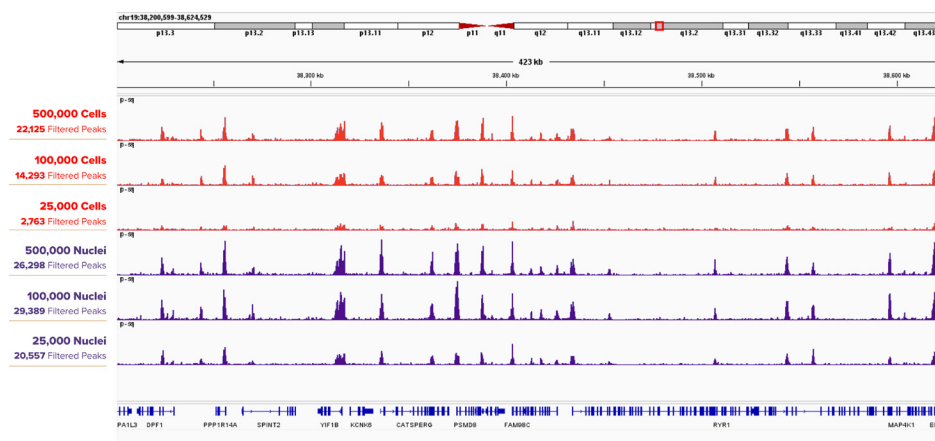 chr19:38,200,599-38,624,529
p13.3 p13.2 p13.13 p13.11 p12 p11 q11 q12 q13.11 q13.12 q13.2 q13.31 q13.32 q13.33 q13.41 q13.42 q13.43
423 kb
38,300 kb 38,400 kb 38,500 kb 38,600 kb
500,000 Cells
22,125 Filtered Peaks
100,000 Cells
14,293 Filtered Peaks
25,000 Cells
2,763 Filtered Peaks
500,000 Nuclei
26,298 Filtered Peaks
100,000 Nuclei
29,389 Filtered Peaks
25,000 Nuclei
20,557 Filtered Peaks
PA1L3 DPF1 PPP1R14A SPINT2 YIF1B KCNK6 CATSPERG PSMD8 FAM98C RYR1 MAP4K1